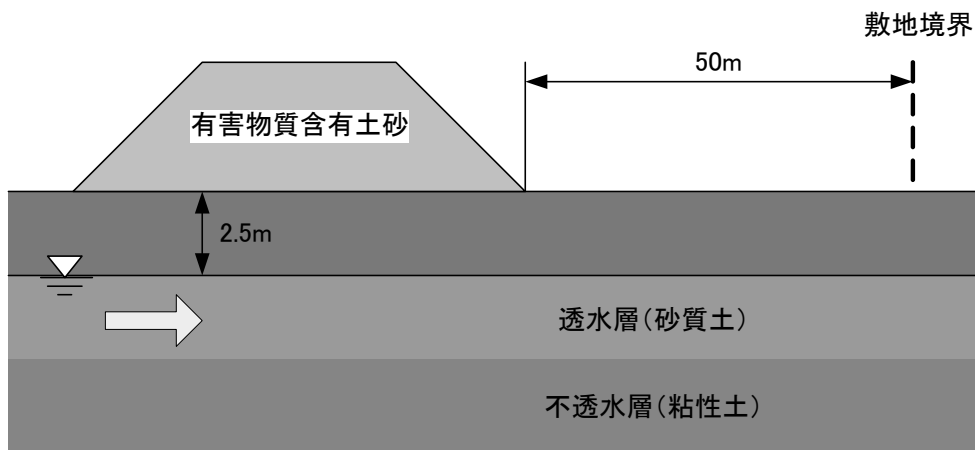 敷地境界
50m
有害物質含有土砂
2.5m
透水層(砂質土)
不透水層(粘性土)